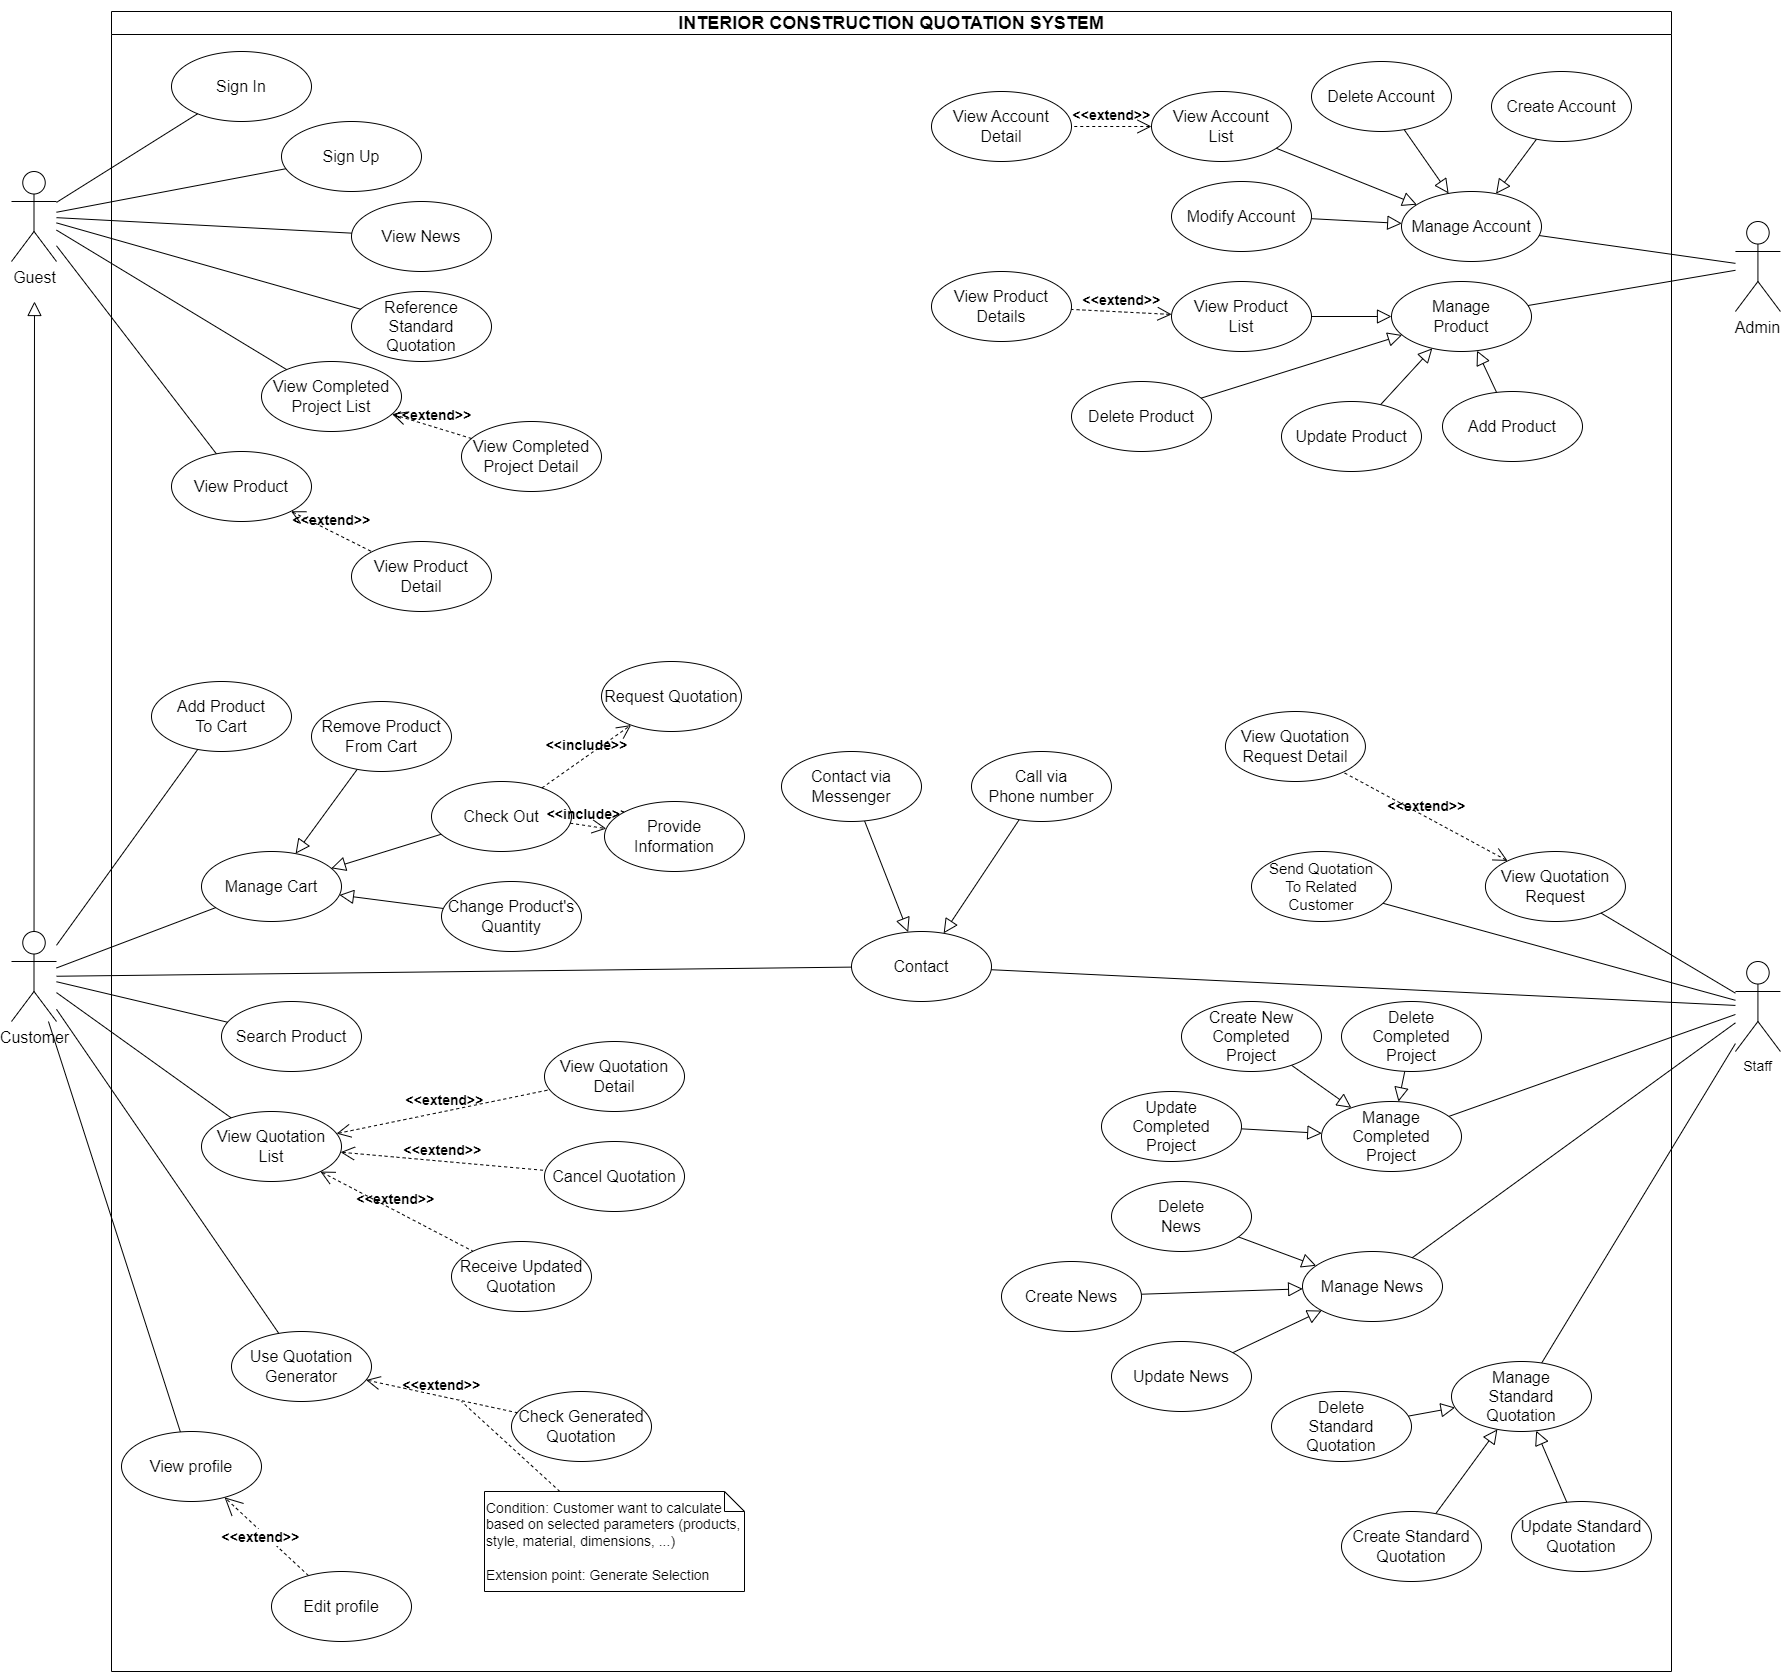 INTERIOR CONSTRUCTION QUOTATION SYSTEM
Sign In
Sign Up
View News
Reference
Standard
Quotation
View Completed
Project List
<<extend>>
View Completed
Project Detail
View Product
<<extend>>
View Product
Detail
Guest
View Account
Detail
<<extend>>
View Account
List
Delete Account
Create Account
Modify Account
Manage Account
View Product
Details
<<extend>>
View Product
List
Manage
Product
Delete Product
Update Product
Add Product
Admin
Add Product
To Cart
Remove Product
From Cart
Request Quotation
<<include>>
Check Out
<<include>>
Provide
Information
Manage Cart
Change Product's
Quantity
Customer
Contact via
Messenger
Call via
Phone number
Contact
View Quotation
Request Detail
<<extend>>
Send Quotation
To Related
Customer
View Quotation
Request
Staff
Search Product
View Quotation
Detail
<<extend>>
View Quotation
List
<<extend>>
Cancel Quotation
<<extend>>
Receive Updated
Quotation
Use Quotation
Generator
<<extend>>
Check Generated
Quotation
View profile
<<extend>>
Edit profile
Condition: Customer want to calculate
based on selected parameters (products,
style, material, dimensions, ...)
Extension point: Generate Selection
Create New
Completed
Project
Delete
Completed
Project
Update
Completed
Project
Manage
Completed
Project
Delete
News
Create News
Manage News
Update News
Manage
Standard
Quotation
Delete
Standard
Quotation
Create Standard
Quotation
Update Standard
Quotation